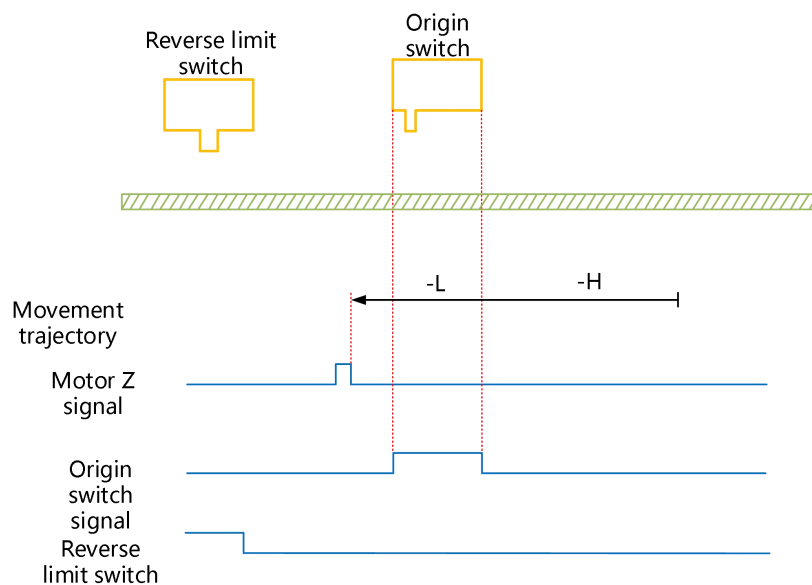 Reverse limit
switch
Origin
switch
-L
-H
Movement
trajectory
Motor Z
signal
Origin
switch
signal
Reverse
limit switch